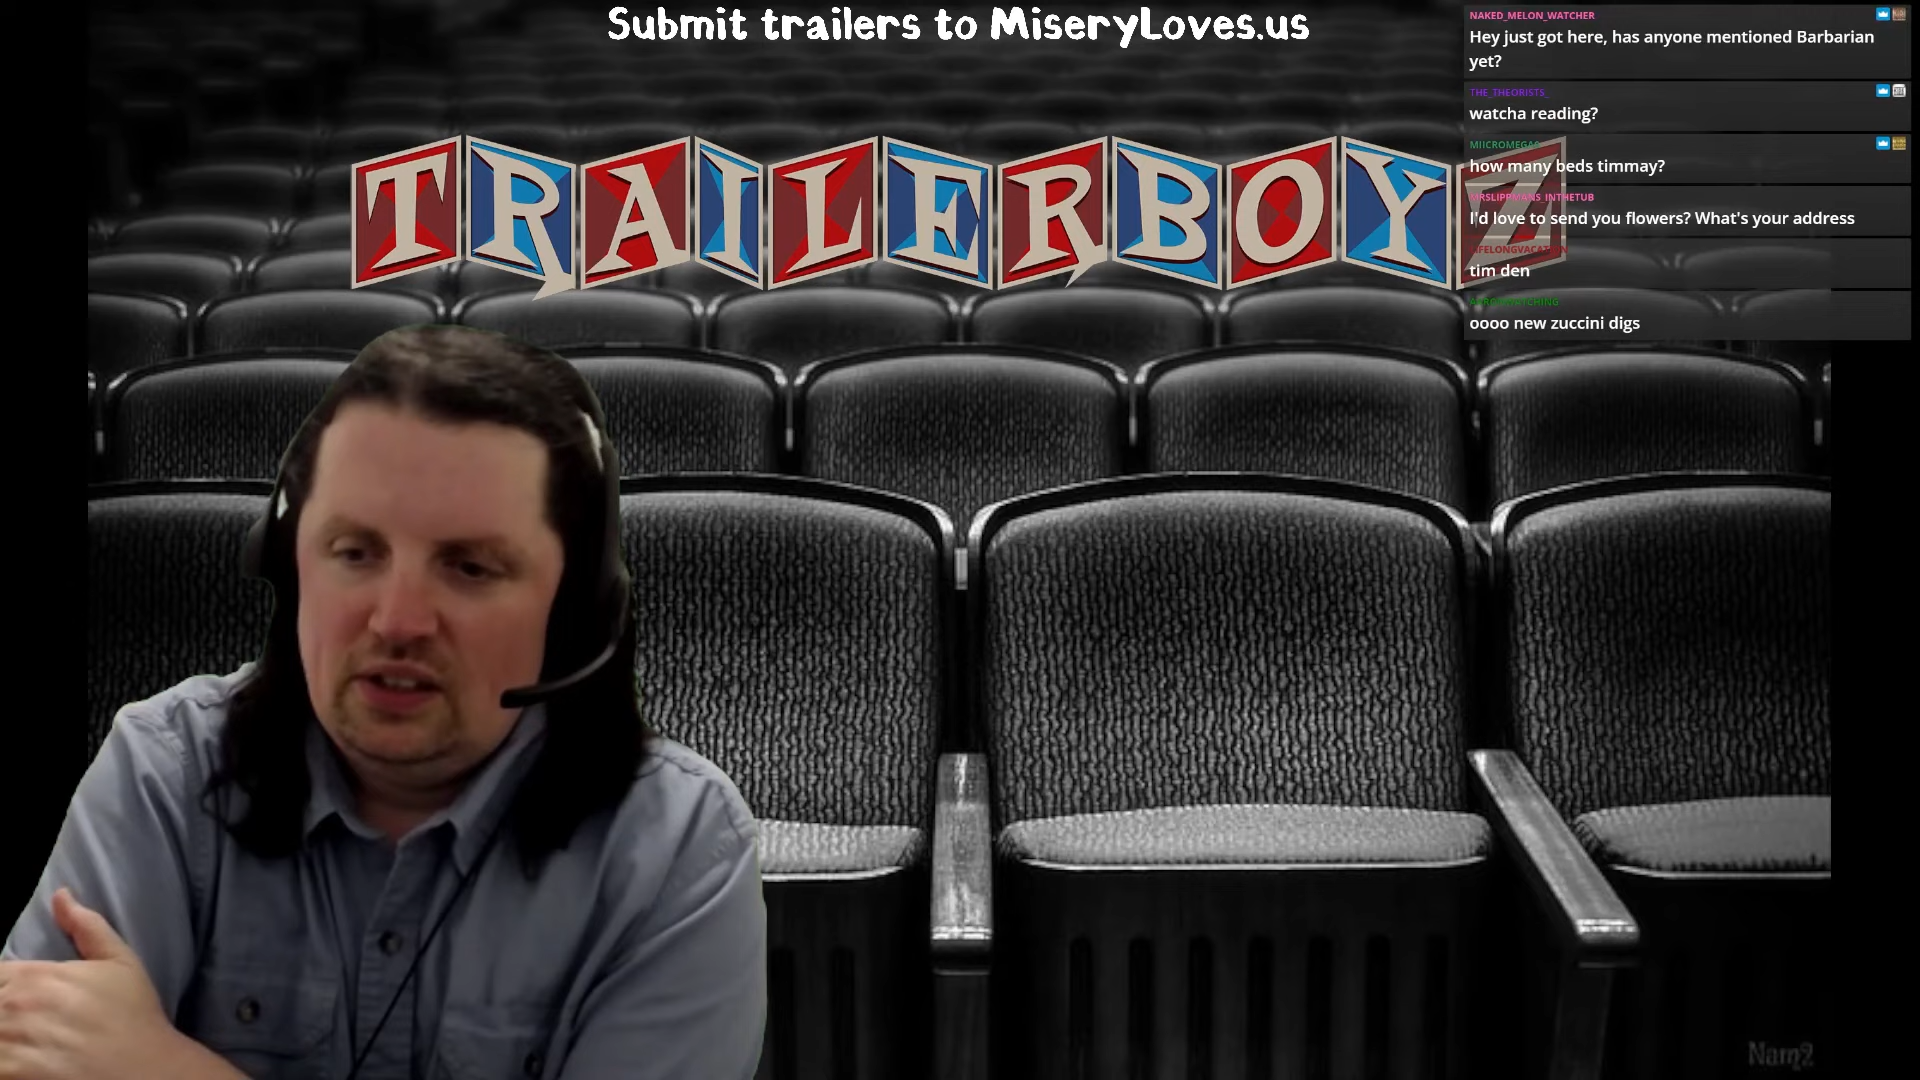 Submit trailers to MiseryLoves.us
TRAILERBOYZ
NAKED_MELON_WATCHER
Hey just got here, has anyone mentioned Barbarian
yet?
THE_THEORISTS_
watcha reading?
how many beds timmay?
I'd love to send you flowers? What's your address
tim den
oooo new zuccini digs